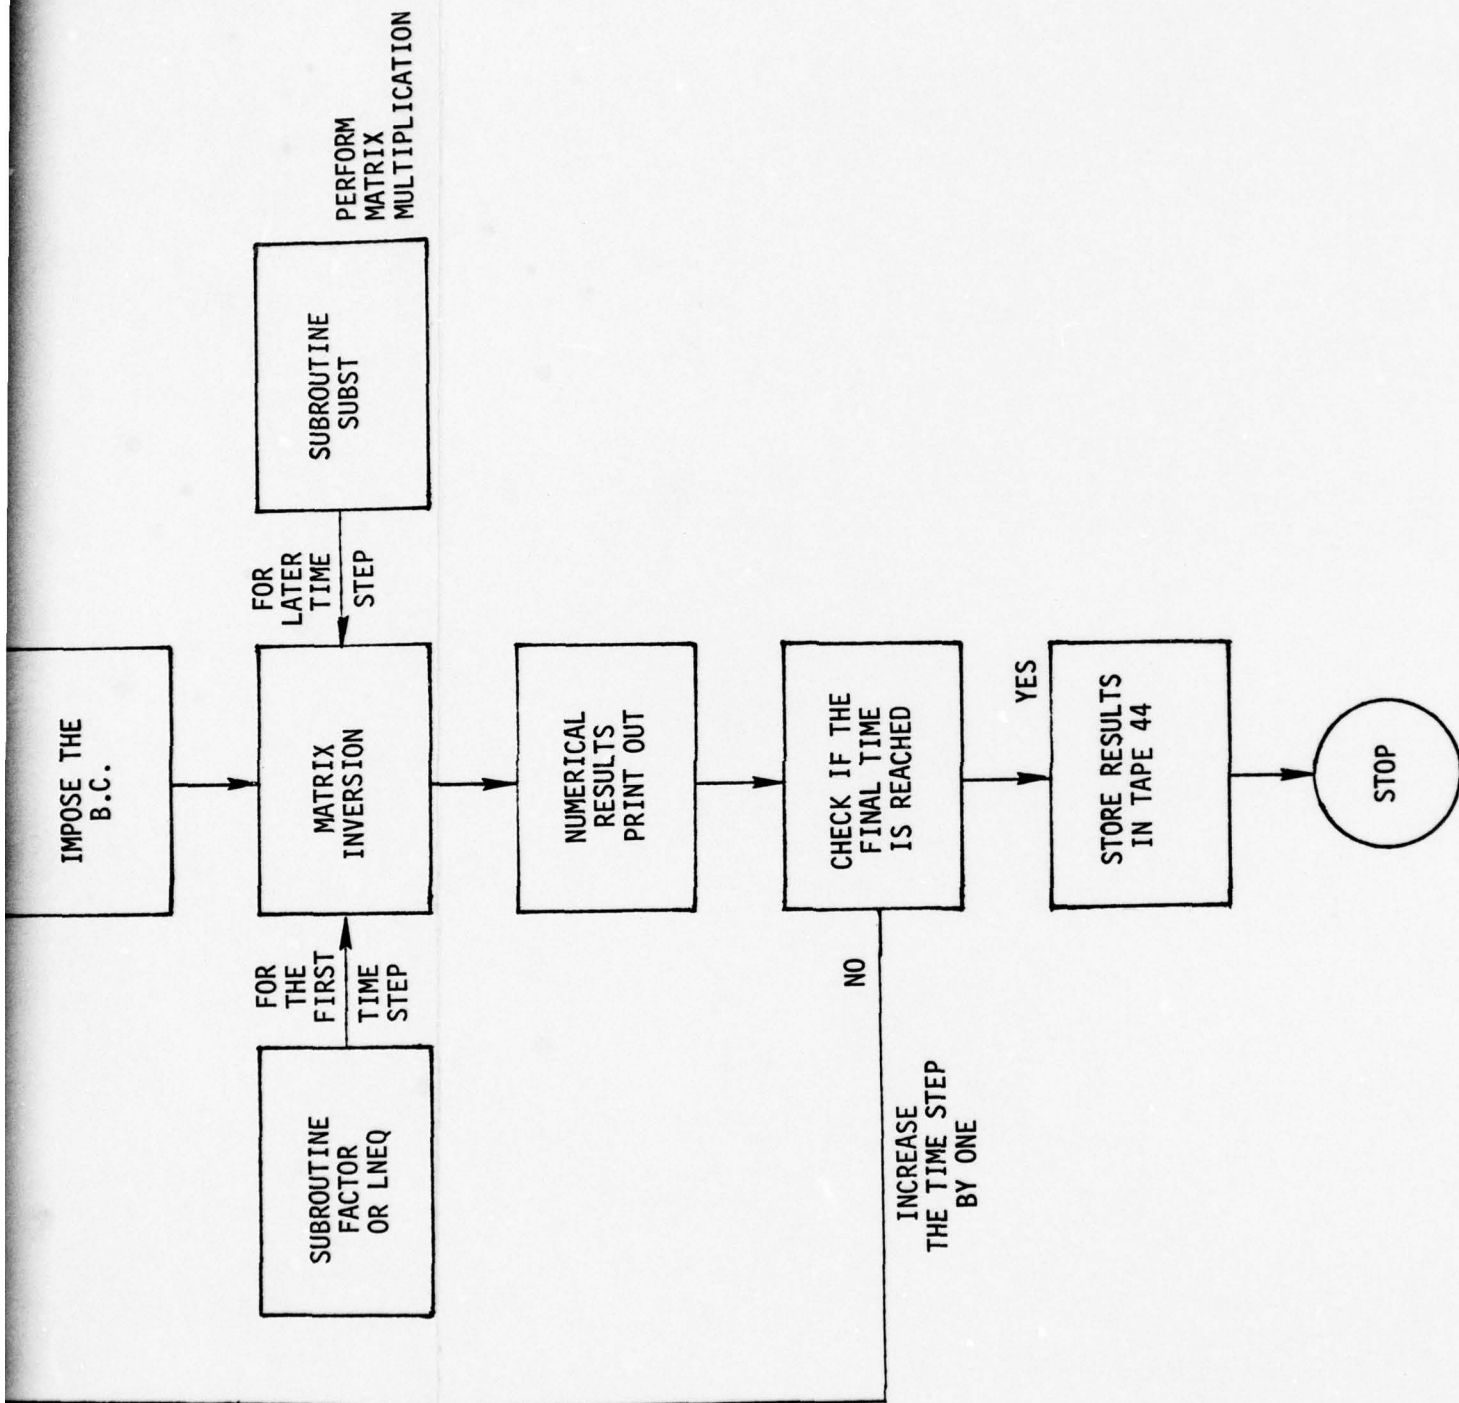 IMPOSE THE
B.C.
SUBROUTINE
FACTOR
OR LNEQ
FOR
THE
FIRST
TIME
STEP
MATRIX
INVERSION
FOR
LATER
TIME
STEP
SUBROUTINE
SUBST
PERFORM
MATRIX
MULTIPLICATION
NUMERICAL
RESULTS
PRINT OUT
CHECK IF THE
FINAL TIME
IS REACHED
NO
INCREASE
THE TIME STEP
BY ONE
YES
STORE RESULTS
IN TAPE 44
STOP